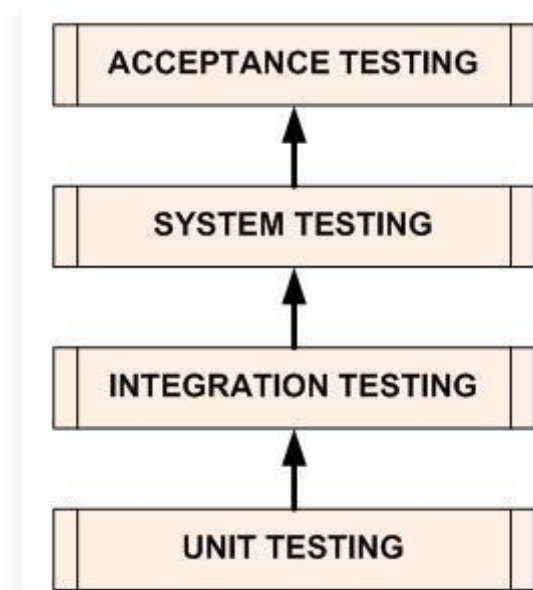 ACCEPTANCE TESTING
SYSTEM TESTING
INTEGRATION TESTING
UNIT TESTING